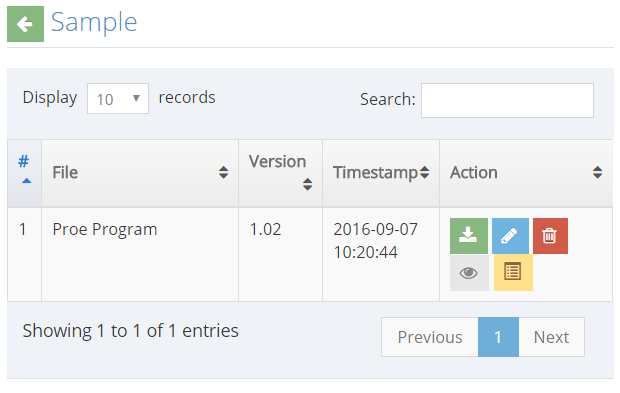 Sample
Display 10 records
Search:
#
File
Version
Timestamp
Action
1
Proe Program
1.02
2016-09-07
10:20:44
Showing 1 to 1 of 1 entries
Previous
1
Next